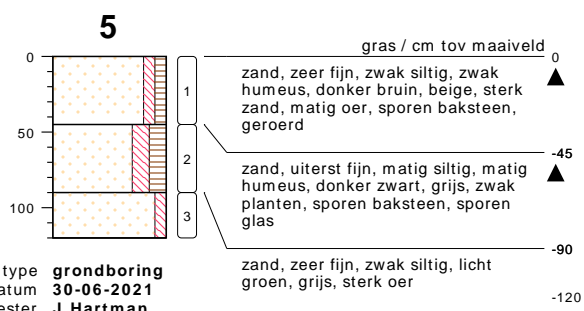 5
gras / cm tov maaiveld
0
0
1
zand, zeer fijn, zwak siltig, zwak
humeus, donker bruin, beige, sterk
zand, matig oer, sporen baksteen,
geroerd
50
-45
2
zand, uiterst fijn, matig siltig, matig
humeus, donker zwart, grijs, zwak
planten, sporen baksteen, sporen
glas
100
3
-90
zand, zeer fijn, zwak siltig, licht
groen, grijs, sterk oer
-120
type grondboring
atum 30-06-2021
ester J.Hartman